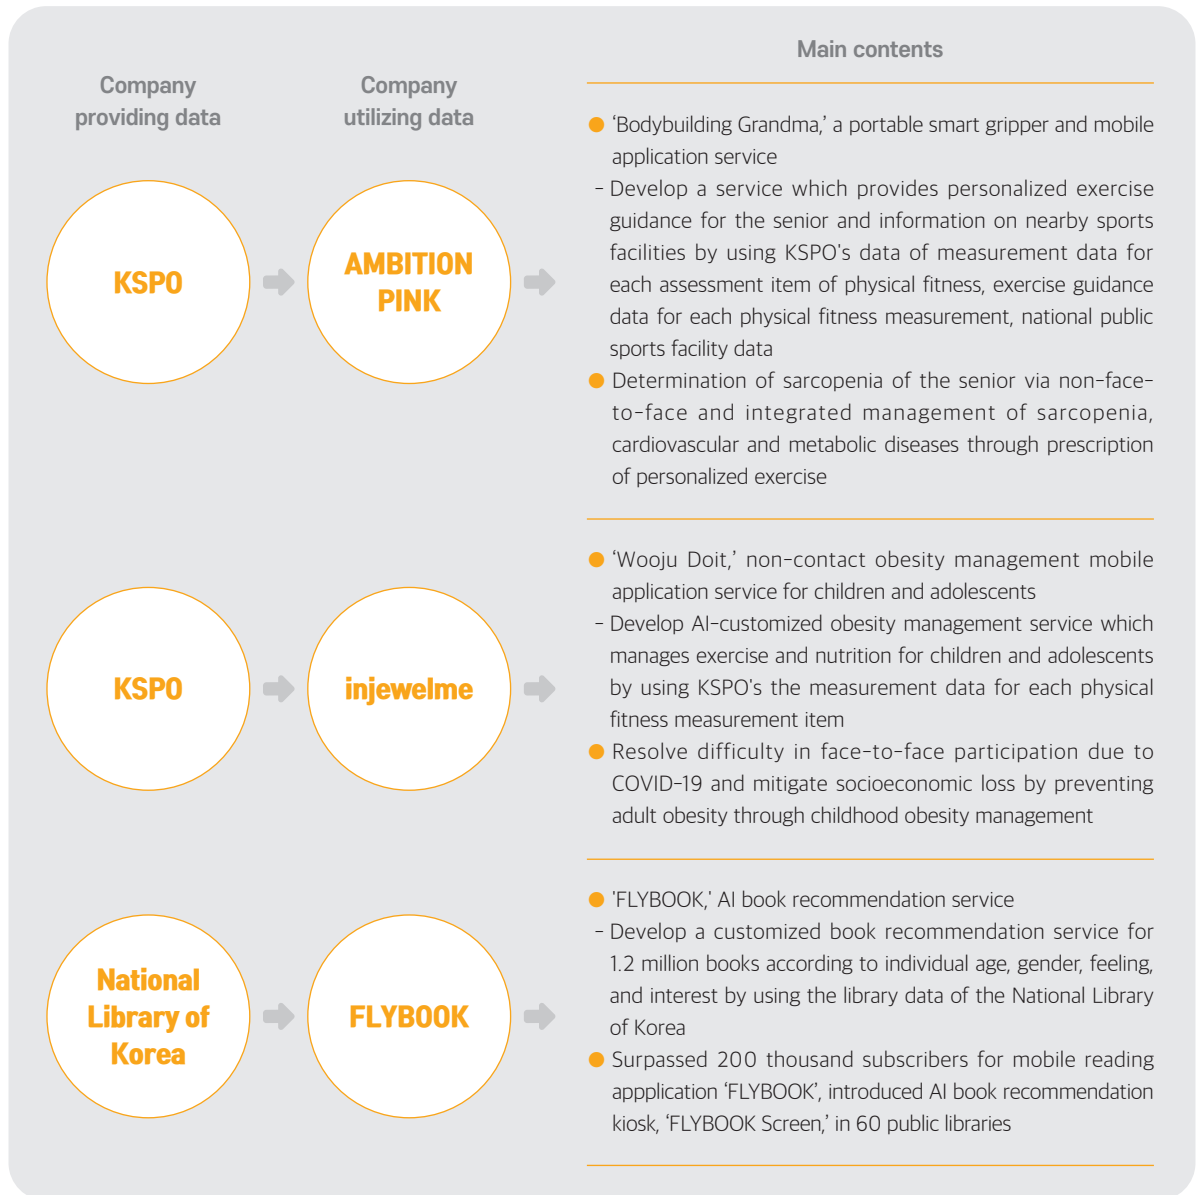 Main contents
Company
providing data
Company
utilizing data
KSPO
AMBITION
PINK
● ‘Bodybuilding Grandma,’ a portable smart gripper and mobile
application service
- Develop a service which provides personalized exercise
guidance for the senior and information on nearby sports
facilities by using KSPO's data of measurement data for
each assessment item of physical fitness, exercise guidance
data for each physical fitness measurement, national public
sports facility data
● Determination of sarcopenia of the senior via non-face-
to-face and integrated management of sarcopenia,
cardiovascular and metabolic diseases through prescription
of personalized exercise
KSPO
injewelme
● ‘Wooju Doit,’ non-contact obesity management mobile
application service for children and adolescents
- Develop AI-customized obesity management service which
manages exercise and nutrition for children and adolescents
by using KSPO's the measurement data for each physical
fitness measurement item
● Resolve difficulty in face-to-face participation due to
COVID-19 and mitigate socioeconomic loss by preventing
adult obesity through childhood obesity management
National
Library of
Korea
FLYBOOK
● 'FLYBOOK,' AI book recommendation service
- Develop a customized book recommendation service for
1.2 million books according to individual age, gender, feeling,
and interest by using the library data of the National Library
of Korea
● Surpassed 200 thousand subscribers for mobile reading
appplication ‘FLYBOOK’, introduced AI book recommendation
kiosk, ‘FLYBOOK Screen,’ in 60 public libraries